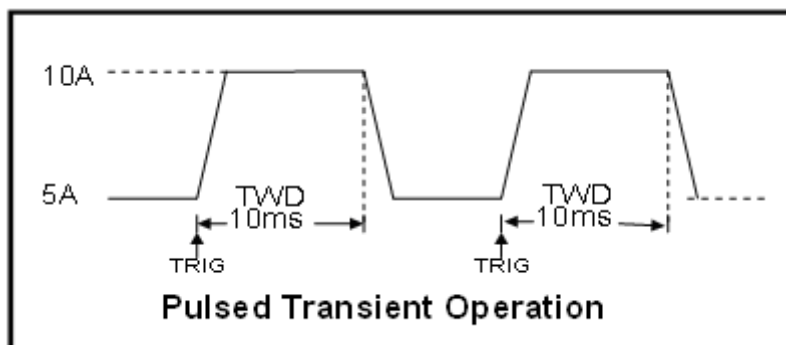 10A
5A
TWD
10ms
TRIG
TWD
10ms
TRIG
Pulsed Transient Operation